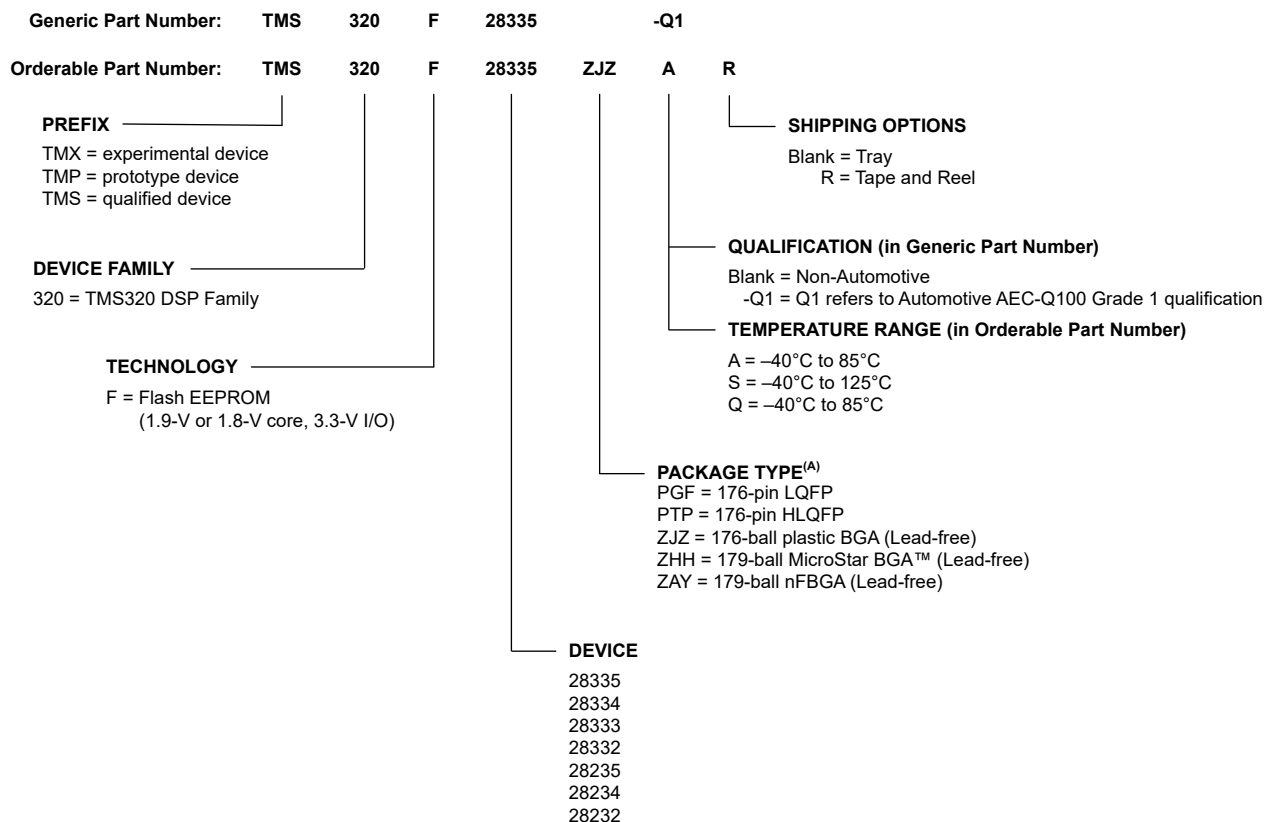 Generic Part Number: TMS 320 F 28335 -Q1
Orderable Part Number: TMS 320 F 28335 ZJZ A R
PREFIX
TMX = experimental device
TMP = prototype device
TMS = qualified device
SHIPPING OPTIONS
Blank = Tray
R = Tape and Reel
DEVICE FAMILY
320 = TMS320 DSP Family
QUALIFICATION (in Generic Part Number)
Blank = Non-Automotive
-Q1 = Q1 refers to Automotive AEC-Q100 Grade 1 qualification
TEMPERATURE RANGE (in Orderable Part Number)
A = –40°C to 85°C
S = –40°C to 125°C
Q = –40°C to 85°C
TECHNOLOGY
F = Flash EEPROM
(1.9-V or 1.8-V core, 3.3-V I/O)
PACKAGE TYPE(A)
PGF = 176-pin LQFP
PTP = 176-pin HLQFP
ZJZ = 176-ball plastic BGA (Lead-free)
ZHH = 179-ball MicroStar BGA™ (Lead-free)
ZAY = 179-ball nFBGA (Lead-free)
DEVICE
28335
28334
28333
28332
28235
28234
28232